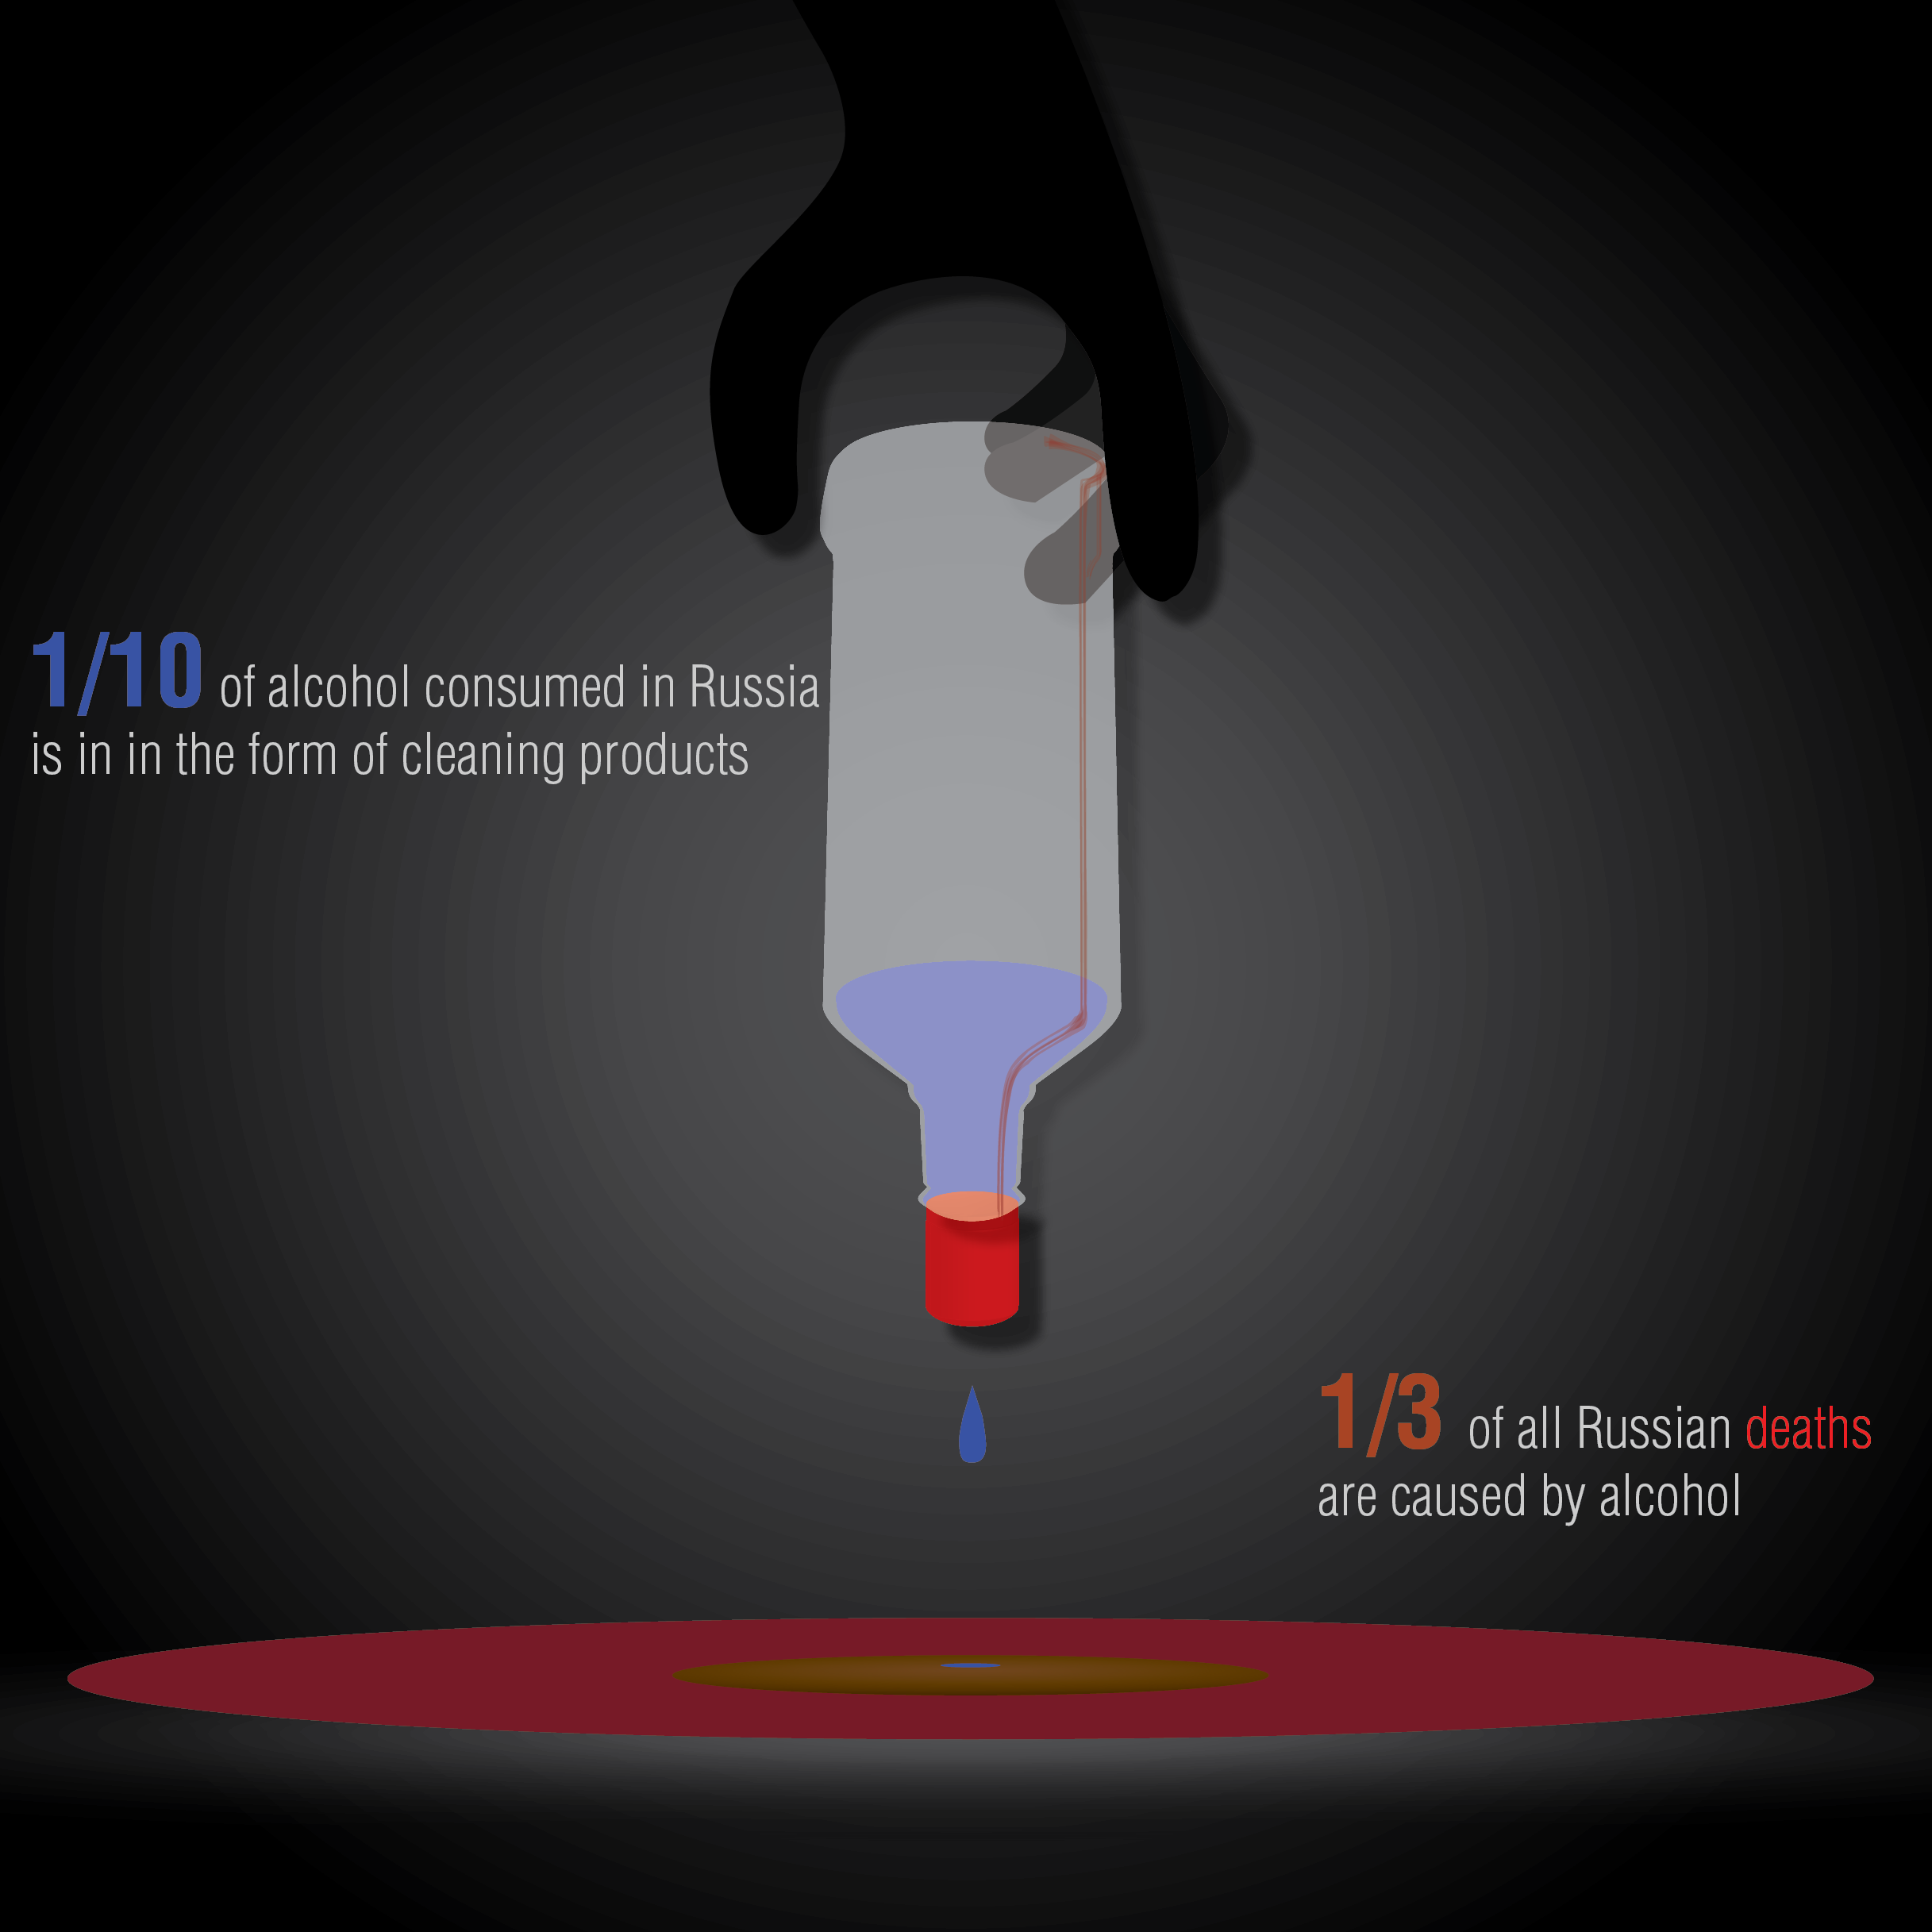 1/10 of alcohol consumed in Russia
is in in the form of cleaning products
1/3 of all Russian deaths
are caused by alcohol